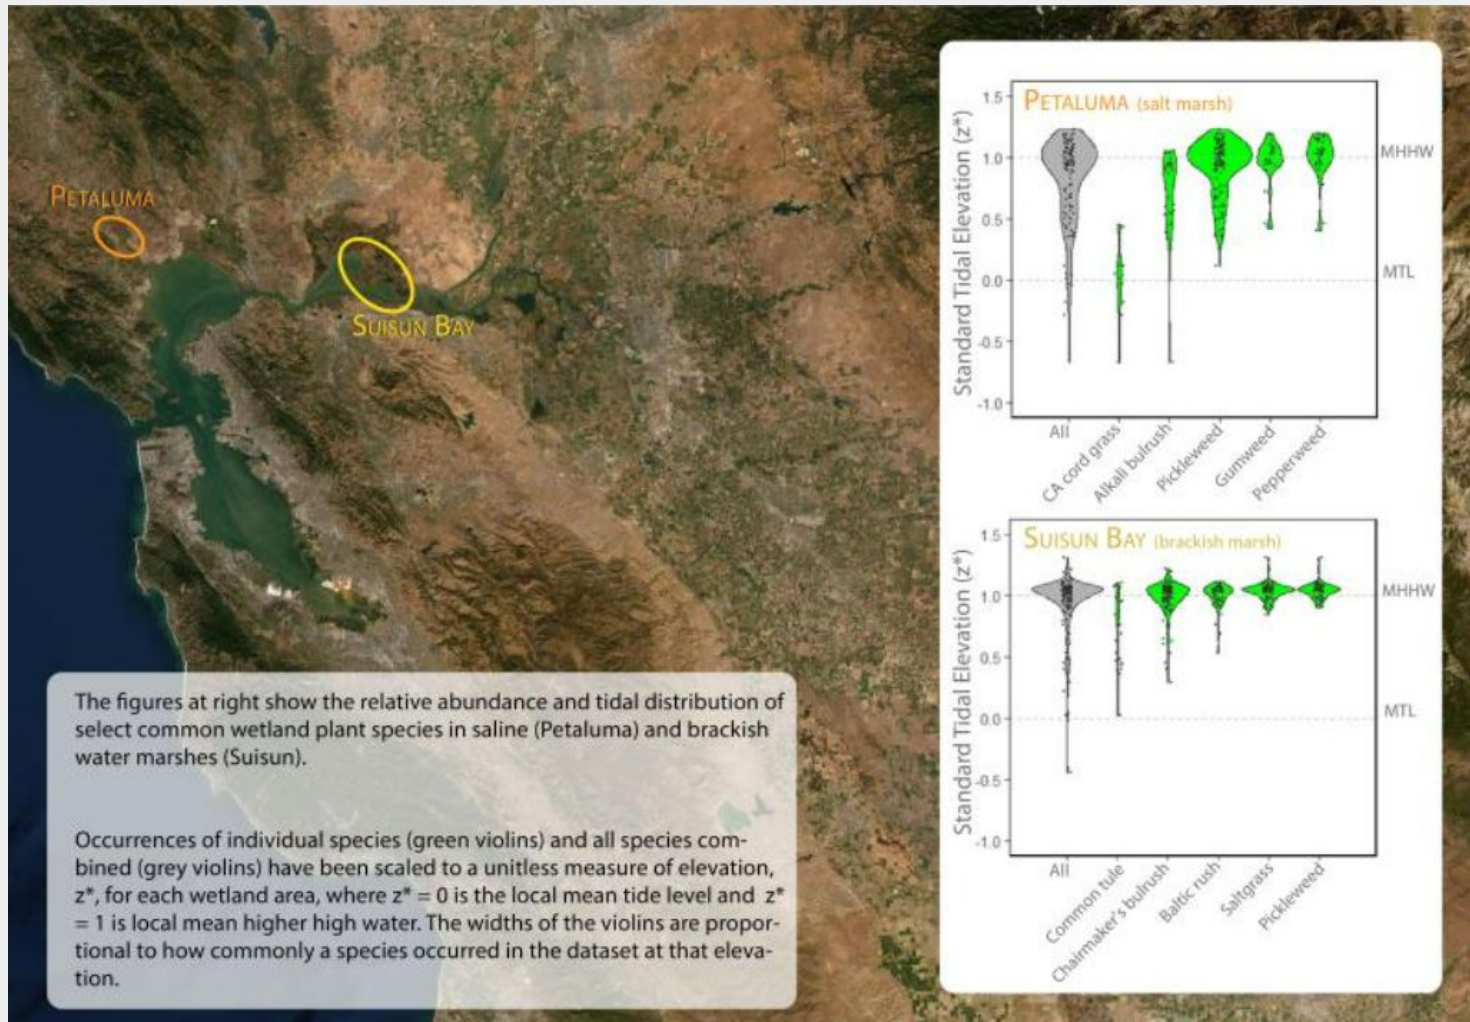 PETALUMA
SUISUN BAY
The figures at right show the relative abundance and tidal distribution of
select common wetland plant species in saline (Petaluma) and brackish
water marshes (Suisun).
Occurrences of individual species (green violins) and all species com-
bined (grey violins) have been scaled to a unitless measure of elevation,
z*, for each wetland area, where z* = 0 is the local mean tide level and z*
= 1 is local mean higher high water. The widths of the violins are propor-
tional to how commonly a species occurred in the dataset at that eleva-
tion.
PETALUMA (salt marsh)
Standard Tidal Elevation (z*)
1.5
1.0
0.5
0.0
-0.5
-1.0
MHHW
MTL
All
CA cord grass
Alkali bulrush
Pickleweed
Gumweed
Pepperweed
SUISUN BAY (brackish marsh)
Standard Tidal Elevation (z*)
1.5
1.0
0.5
0.0
-0.5
-1.0
MHHW
MTL
All
Common tule
Chairmaker's bulrush
Baltic rush
Saltgrass
Pickleweed